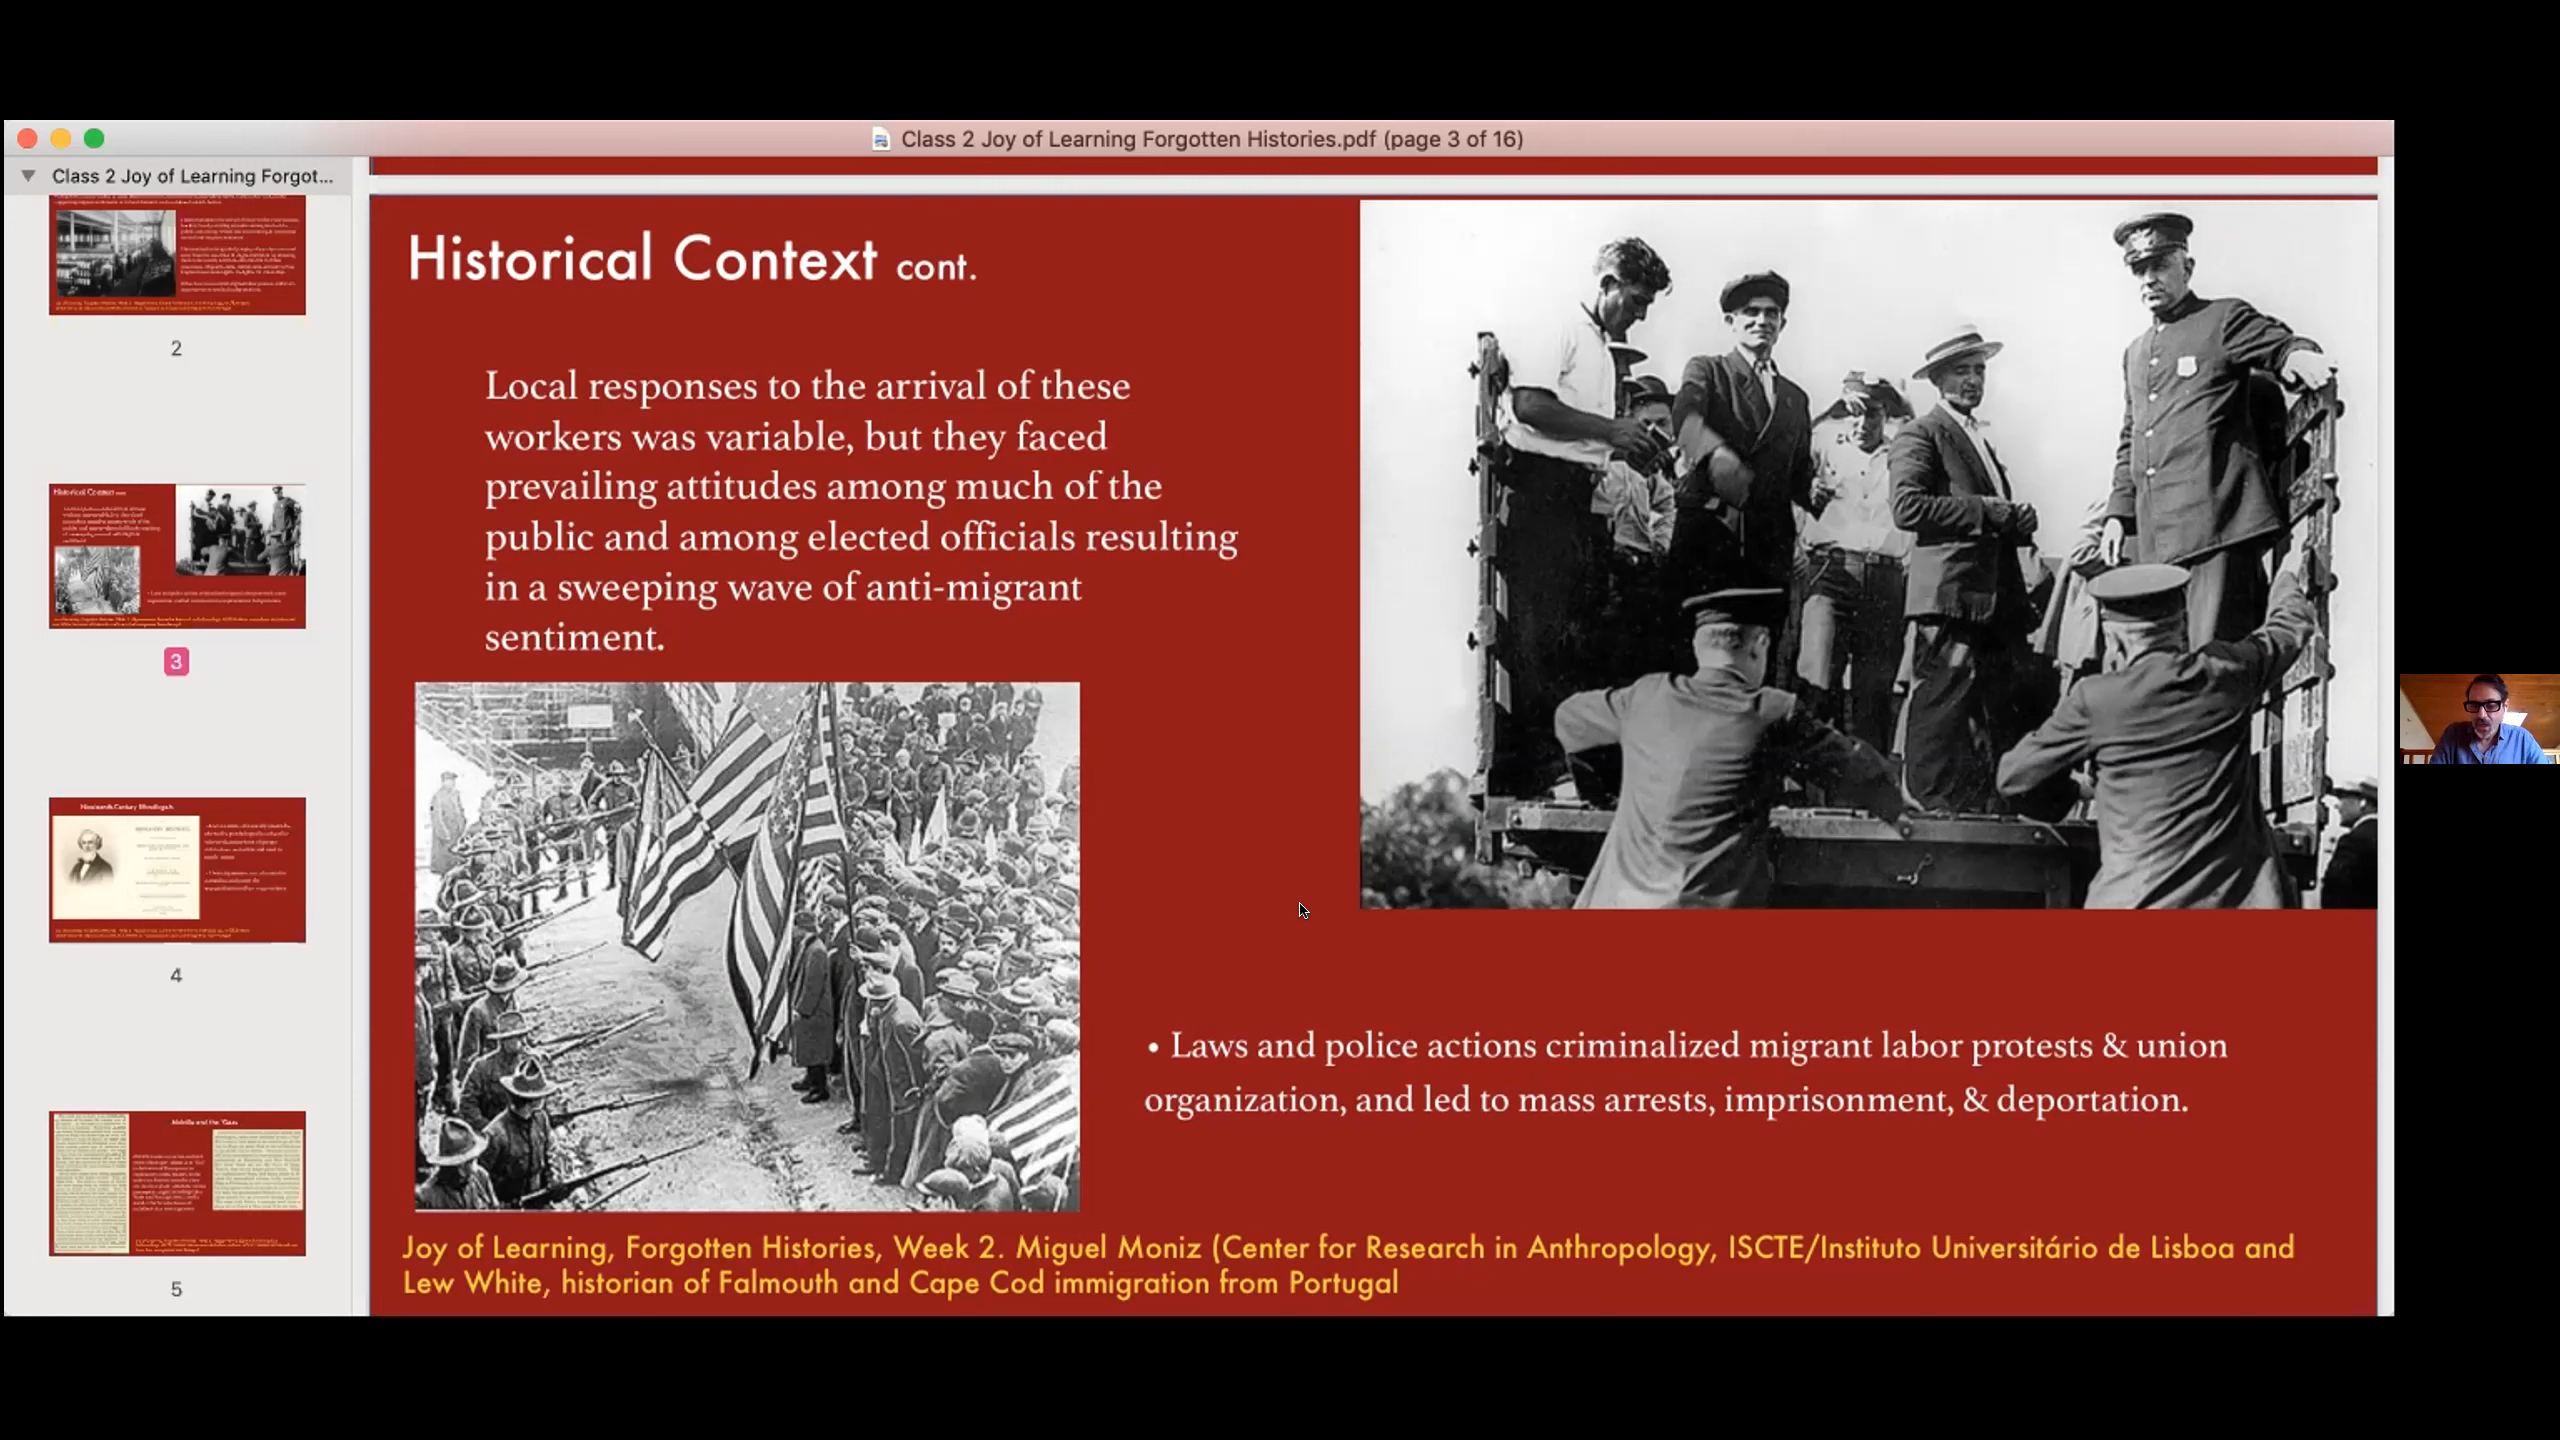 Class 2 Joy of Learning Forgotten Histories.pdf (page 3 of 16)
Class 2 Joy of Learning Forgot...
2
3
4
5
Historical Context cont.
Local responses to the arrival of these
workers was variable, but they faced
prevailing attitudes among much of the
public and among elected officials resulting
in a sweeping wave of anti-migrant
sentiment.
• Laws and police actions criminalized migrant labor protests & union
organization, and led to mass arrests, imprisonment, & deportation.
Joy of Learning, Forgotten Histories, Week 2. Miguel Moniz (Center for Research in Anthropology, ISCTE/Instituto Universitário de Lisboa and
Lew White, historian of Falmouth and Cape Cod immigration from Portugal